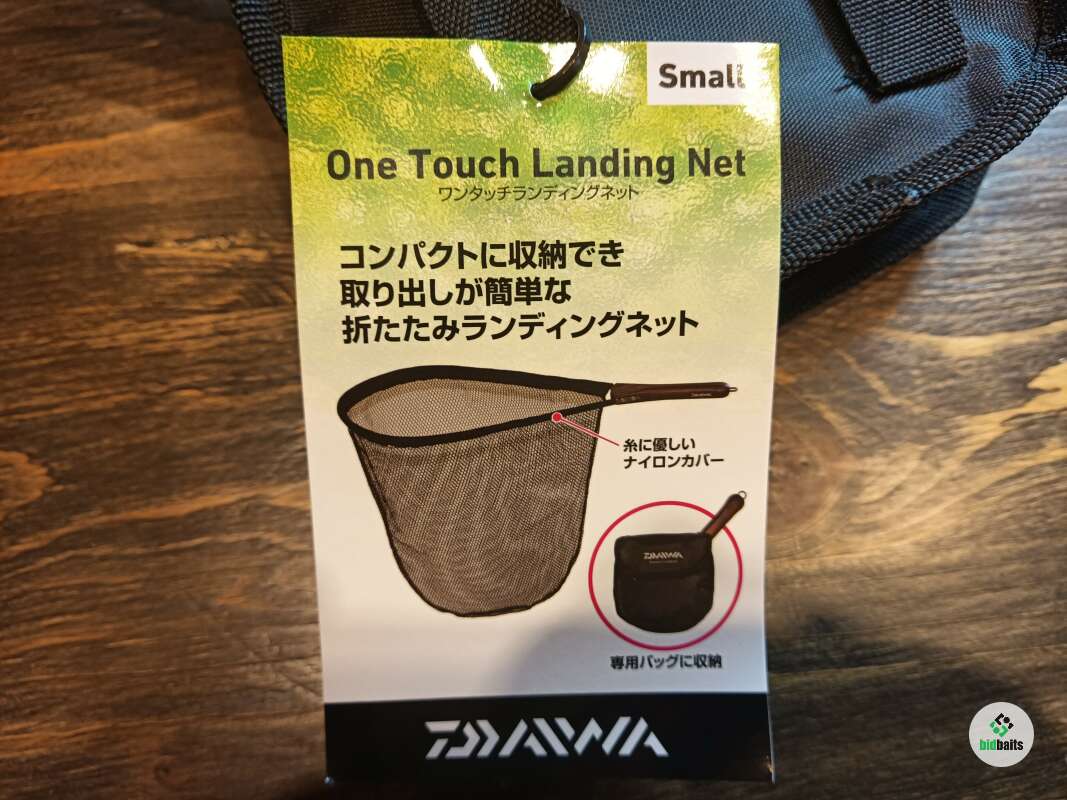 Small
One Touch Landing Net
ワンタッチランディングネット
コンパクトに収納でき
取り出しが簡単な
折たたみランディングネット
糸に優しい
ナイロンカバー
DAIWA
専用バッグに収納
DAIWA
bidbaits